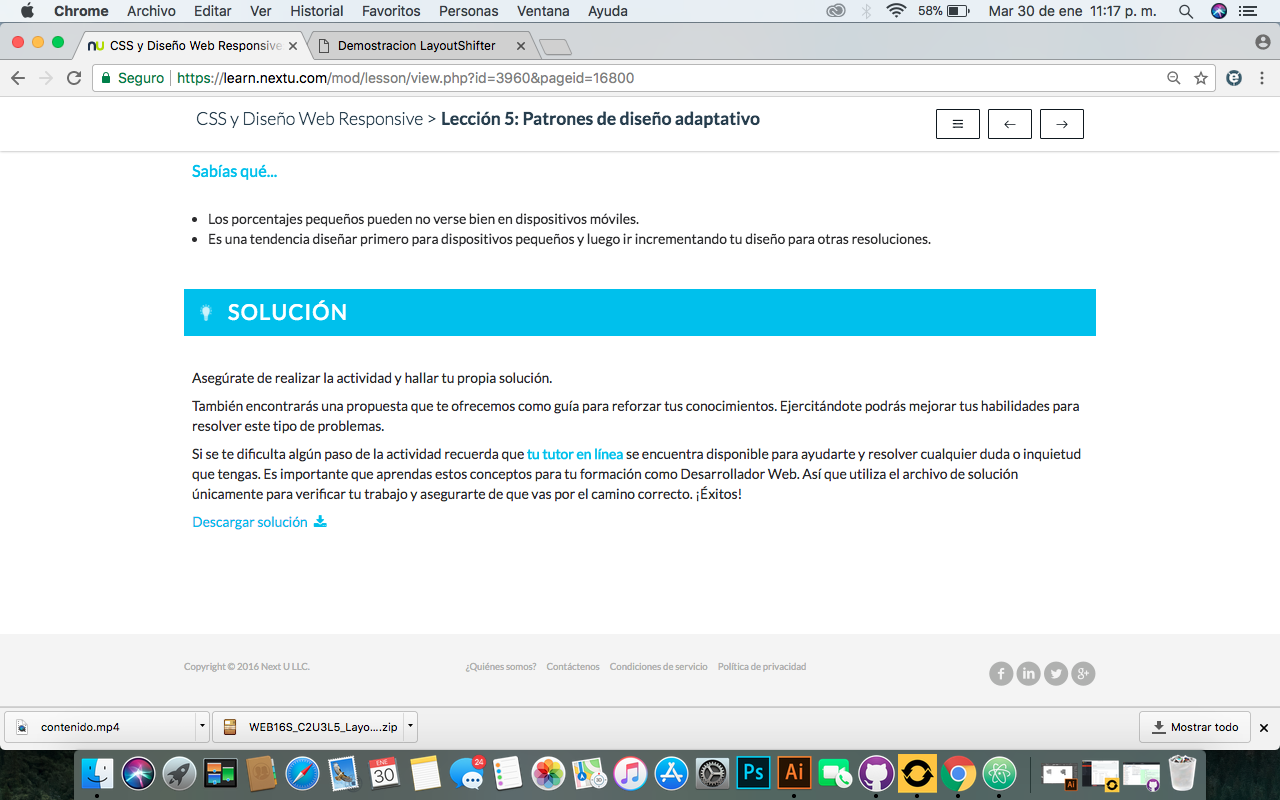 Chrome Archivo Editar Ver Historial Favoritos Personas Ventana Ayuda 58% Mar 30 de ene 11:17 p. m.
CSS y Diseño Web Responsive Demostracion LayoutShifter
Seguro https://learn.nextu.com/mod/lesson/view.php?id=3960&pageid=16800
CSS y Diseño Web Responsive > Lección 5: Patrones de diseño adaptativo
Sabías qué...
Los porcentajes pequeños pueden no verse bien en dispositivos móviles.
Es una tendencia diseñar primero para dispositivos pequeños y luego ir incrementando tu diseño para otras resoluciones.
SOLUCIÓN
Asegúrate de realizar la actividad y hallar tu propia solución.
También encontrarás una propuesta que te ofrecemos como guía para reforzar tus conocimientos. Ejercitándote podrás mejorar tus habilidades para
resolver este tipo de problemas.
Si se te dificulta algún paso de la actividad recuerda que tu tutor en línea se encuentra disponible para ayudarte y resolver cualquier duda o inquietud
que tengas. Es importante que aprendas estos conceptos para tu formación como Desarrollador Web. Así que utiliza el archivo de solución
únicamente para verificar tu trabajo y asegurarte de que vas por el camino correcto. ¡Éxitos!
Descargar solución
Copyright © 2016 Next U LLC. ¿Quiénes somos? Contáctenos Condiciones de servicio Política de privacidad
contenido.mp4 WEB16S_C2U3L5_Layo....zip Mostrar todo
ENE 30 24 Ps Ai